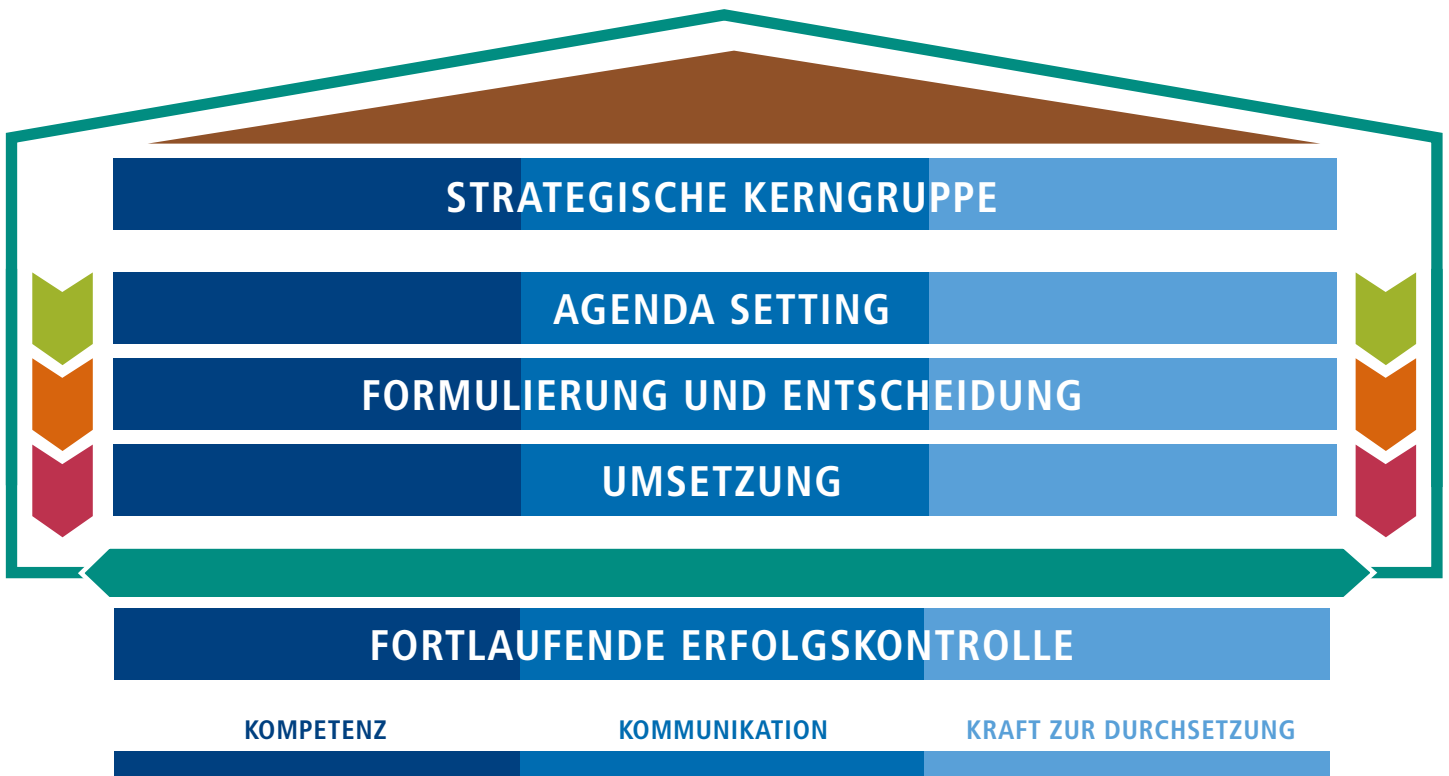 STRATEGISCHE KERNGRUPPE
AGENDA SETTING
FORMULIERUNG UND ENTSCHEIDUNG
UMSETZUNG
FORTLAUFENDE ERFOLGSKONTROLLE
KOMPETENZ
KOMMUNIKATION
KRAFT ZUR DURCHSETZUNG